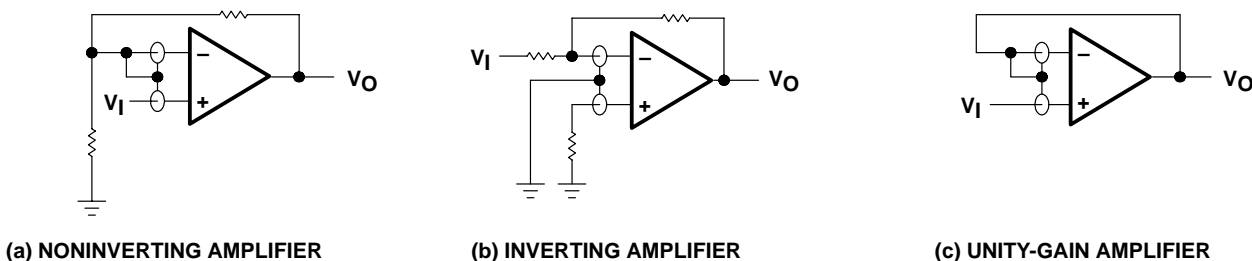 VI
−
+
VO
VI
−
+
VO
VI
−
+
VO
(a) NONINVERTING AMPLIFIER
(b) INVERTING AMPLIFIER
(c) UNITY-GAIN AMPLIFIER